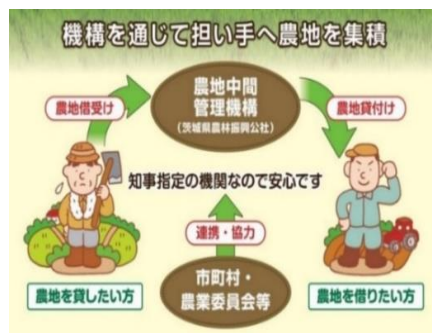 機構を通じて担い手へ農地を集積
農地中間
管理機構
(茨城県農林振興公社)
農地借受け
農地貸付け
知事指定の機関なので安心です
連携・協力
市町村・
農業委員会等
農地を貸したい方
農地を借りたい方